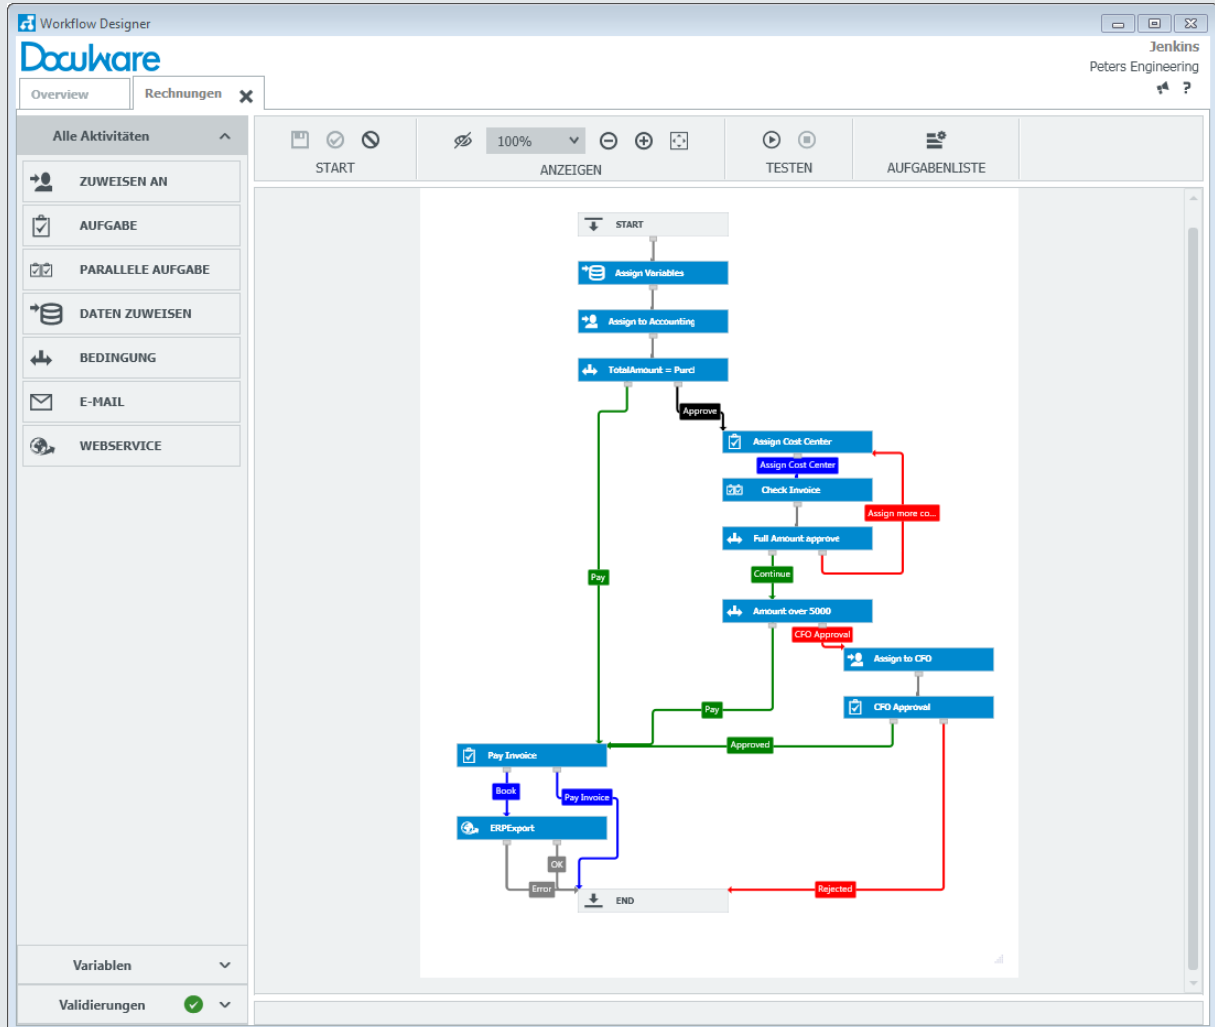 Workflow Designer
DocuWare
Jenkins
Peters Engineering
?
Overview
Rechnungen
Alle Aktivitäten
ZUWEISEN AN
AUFGABE
PARALLELE AUFGABE
DATEN ZUWEISEN
BEDINGUNG
E-MAIL
WEBSERVICE
Variablen
Validierungen
START
100%
ANZEIGEN
TESTEN
AUFGABENLISTE
START
Assign Variables
Assign to Accounting
TotalAmount = Purcl
Approve
Assign Cost Center
Assign Cost Center
Check Invoice
Assign more co...
Full Amount approve
Continue
Pay
Amount over 5000
CFO Approval
Assign to CFO
CFO Approval
Pay
Approved
Pay Invoice
Book
Pay Invoice
ERPExport
OK
Error
Rejected
END